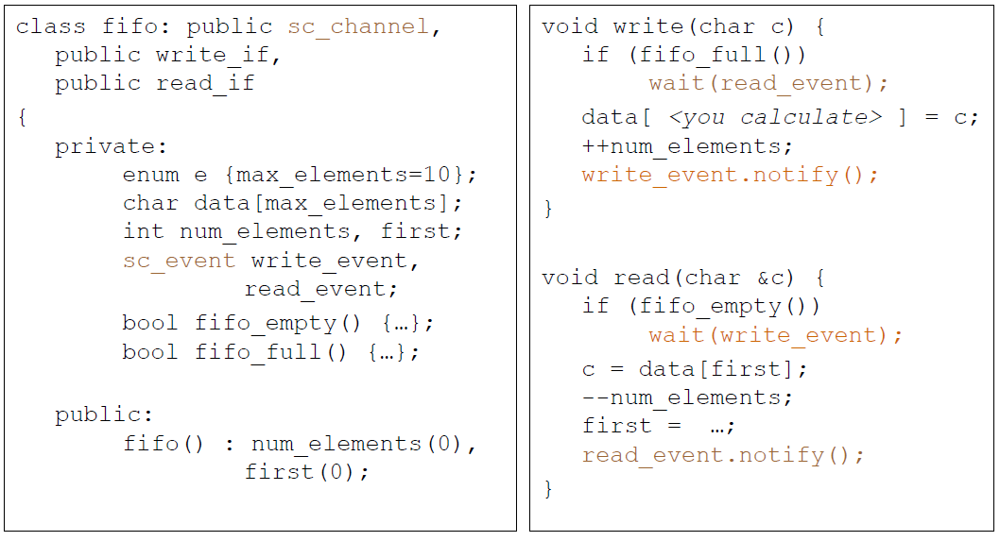 class fifo: public sc_channel,
public write_if,
public read_if
{
private:
enum e {max_elements=10};
char data[max_elements];
int num_elements, first;
sc_event write_event,
read_event;
bool fifo_empty() {…};
bool fifo_full() {…};
public:
fifo() : num_elements(0),
first(0);
void write(char c) {
if (fifo_full())
wait(read_event);
data[ <you calculate> ] = c;
++num_elements;
write_event.notify();
}
void read(char &c) {
if (fifo_empty())
wait(write_event);
c = data[first];
--num_elements;
first = …;
read_event.notify();
}